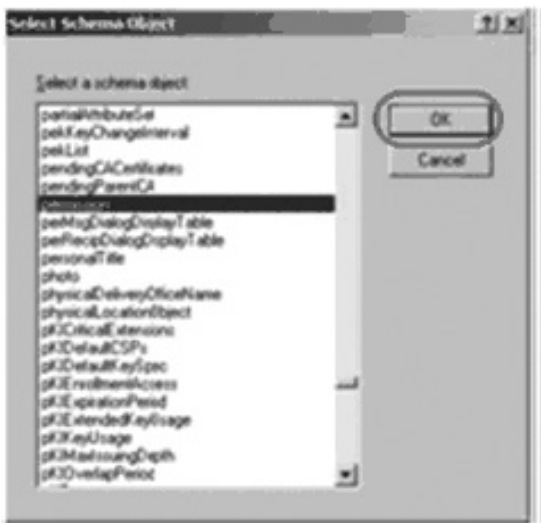 Select Schema Object
Select a schema object
partialAttributeSet
pekKeyChangeInterval
pekList
pendingCACertificates
pendingParentCA
perMsgDialogDisplayTable
perRecipDialogDisplayTable
personalTitle
photo
physicalDeliveryOfficeName
physicalLocationObject
pKICriticalExtensions
pKIDefaultCSPs
pKIDefaultKeySpec
pKIEnrollmentAccess
pKIExpirationPeriod
pKIExtendedKeyUsage
pKIKeyUsage
pKIMaxIssuingDepth
pKIOverlapPeriod
OK
Cancel